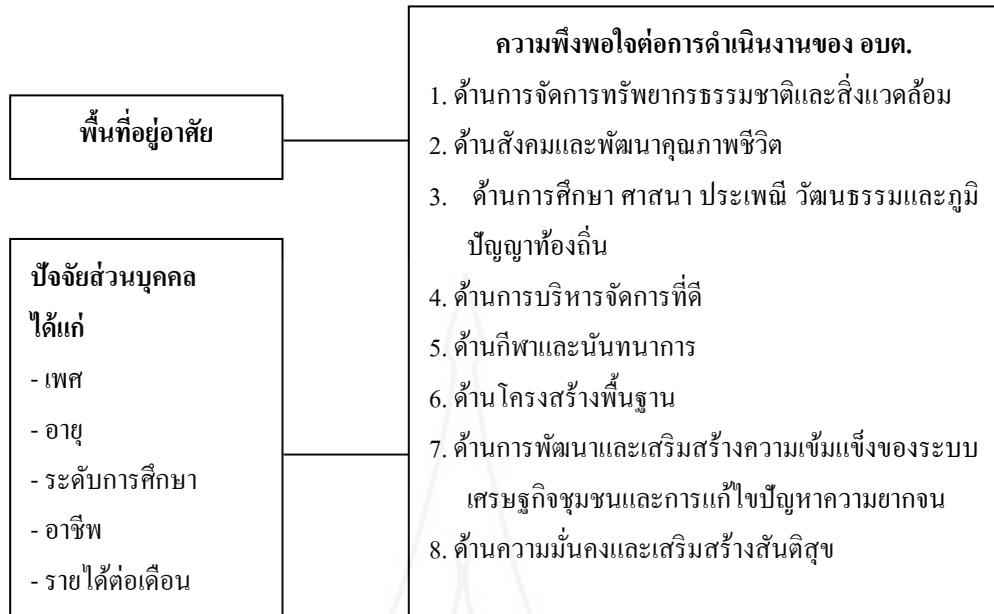 พื้นที่อยู่อาศัย
ปัจจัยส่วนบุคคล
ได้แก่
- เพศ
- อายุ
- ระดับการศึกษา
- อาชีพ
- รายได้ต่อเดือน
ความพึงพอใจต่อการดำเนินงานของ อบต.
1. ด้านการจัดการทรัพยากรธรรมชาติและสิ่งแวดล้อม
2. ด้านสังคมและพัฒนาคุณภาพชีวิต
3. ด้านการศึกษา ศาสนา ประเพณี วัฒนธรรมและภูมิ
ปัญญาท้องถิ่น
4. ด้านการบริหารจัดการที่ดี
5. ด้านกีฬาและนันทนาการ
6. ด้านโครงสร้างพื้นฐาน
7. ด้านการพัฒนาและเสริมสร้างความเข้มแข็งของระบบ
เศรษฐกิจชุมชนและการแก้ไขปัญหาความยากจน
8. ด้านความมั่นคงและเสริมสร้างสันติสุข